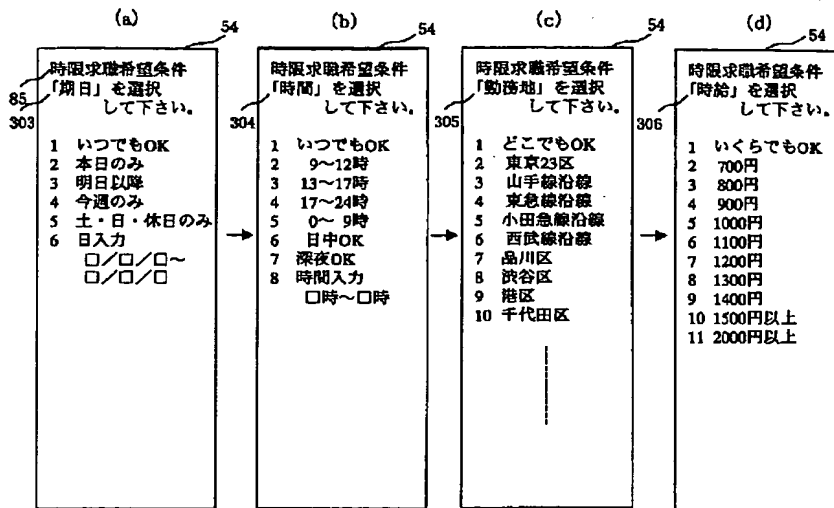 (a)
54
時限求職希望条件
85
「期日」を選択
303
して下さい。
1 いつでもOK
2 本日のみ
3 明日以降
4 今週のみ
5 土・日・休日のみ
6 日入力
□/□/□~
□/□/□
(b)
54
時限求職希望条件
「時間」を選択
304
して下さい。
1 いつでもOK
2 9~12時
3 13~17時
4 17~24時
5 0~ 9時
6 日中OK
7 深夜OK
8 時間入力
□時~□時
(c)
54
時限求職希望条件
「勤務地」を選択
305
して下さい。
1 どこでもOK
2 東京23区
3 山手線沿線
4 東急線沿線
5 小田急線沿線
6 西武線沿線
7 品川区
8 渋谷区
9 港区
10 千代田区
(d)
54
時限求職希望条件
「時給」を選択
306
して下さい。
1 いくらでもOK
2 700円
3 800円
4 900円
5 1000円
6 1100円
7 1200円
8 1300円
9 1400円
10 1500円以上
11 2000円以上